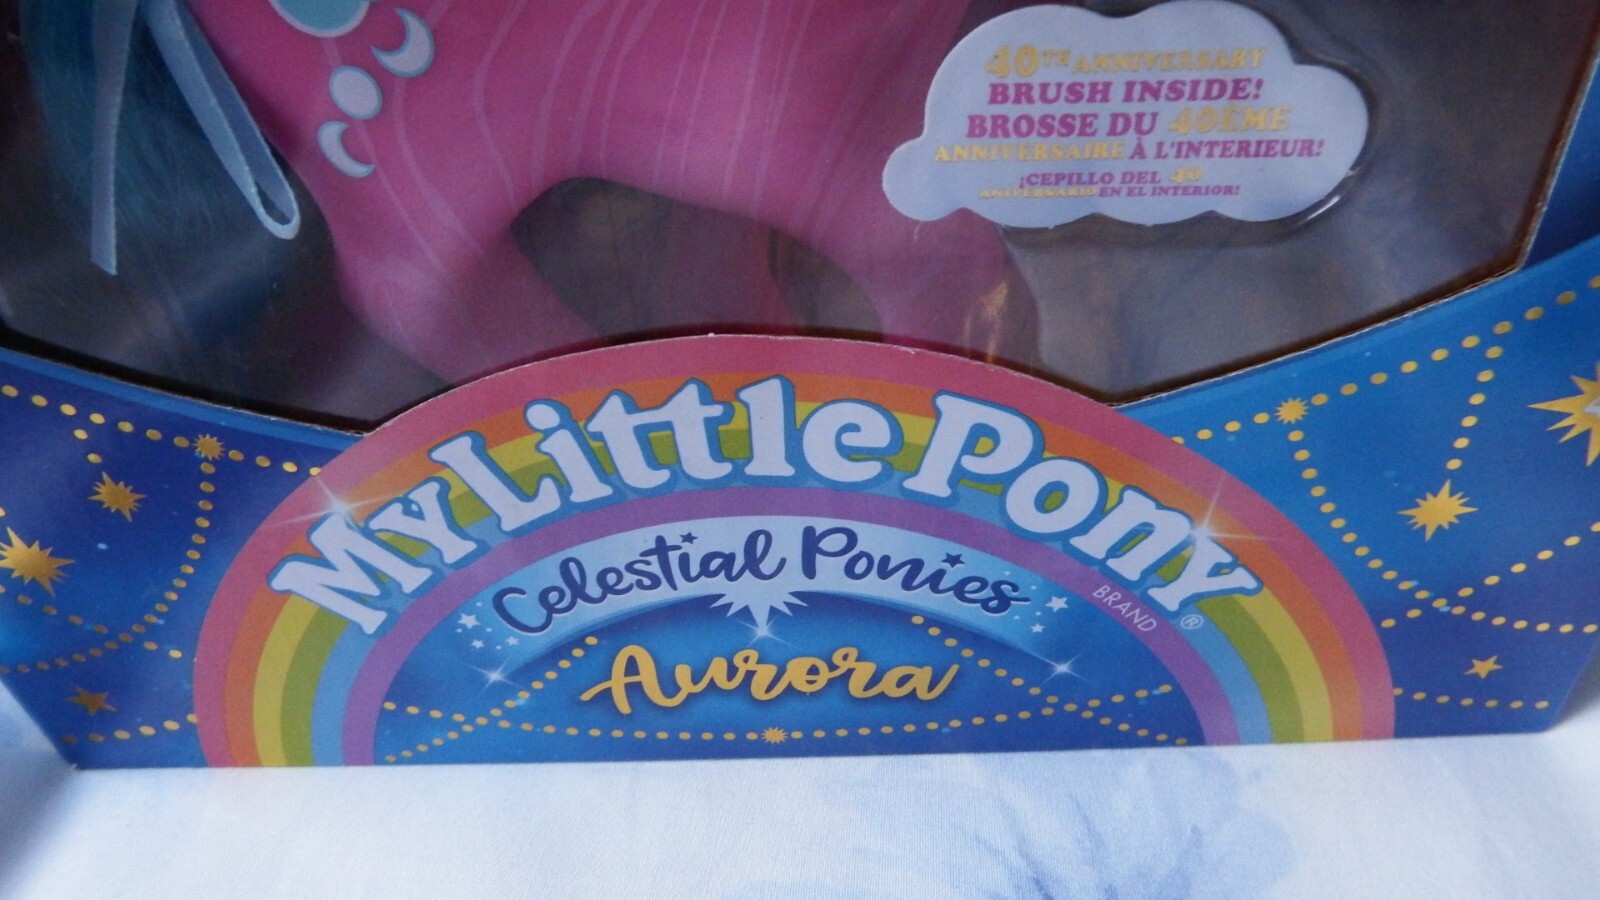 40TH ANNIVERSARY
BRUSH INSIDE!
BROSSE DU 40ÈME
ANNIVERSAIRE À L'INTERIEUR!
¡CEPILLO DEL 40
ANIVERSARIO EN EL INTERIOR!
My Little Pony
BRAND ®
Celestial Ponies
Aurora